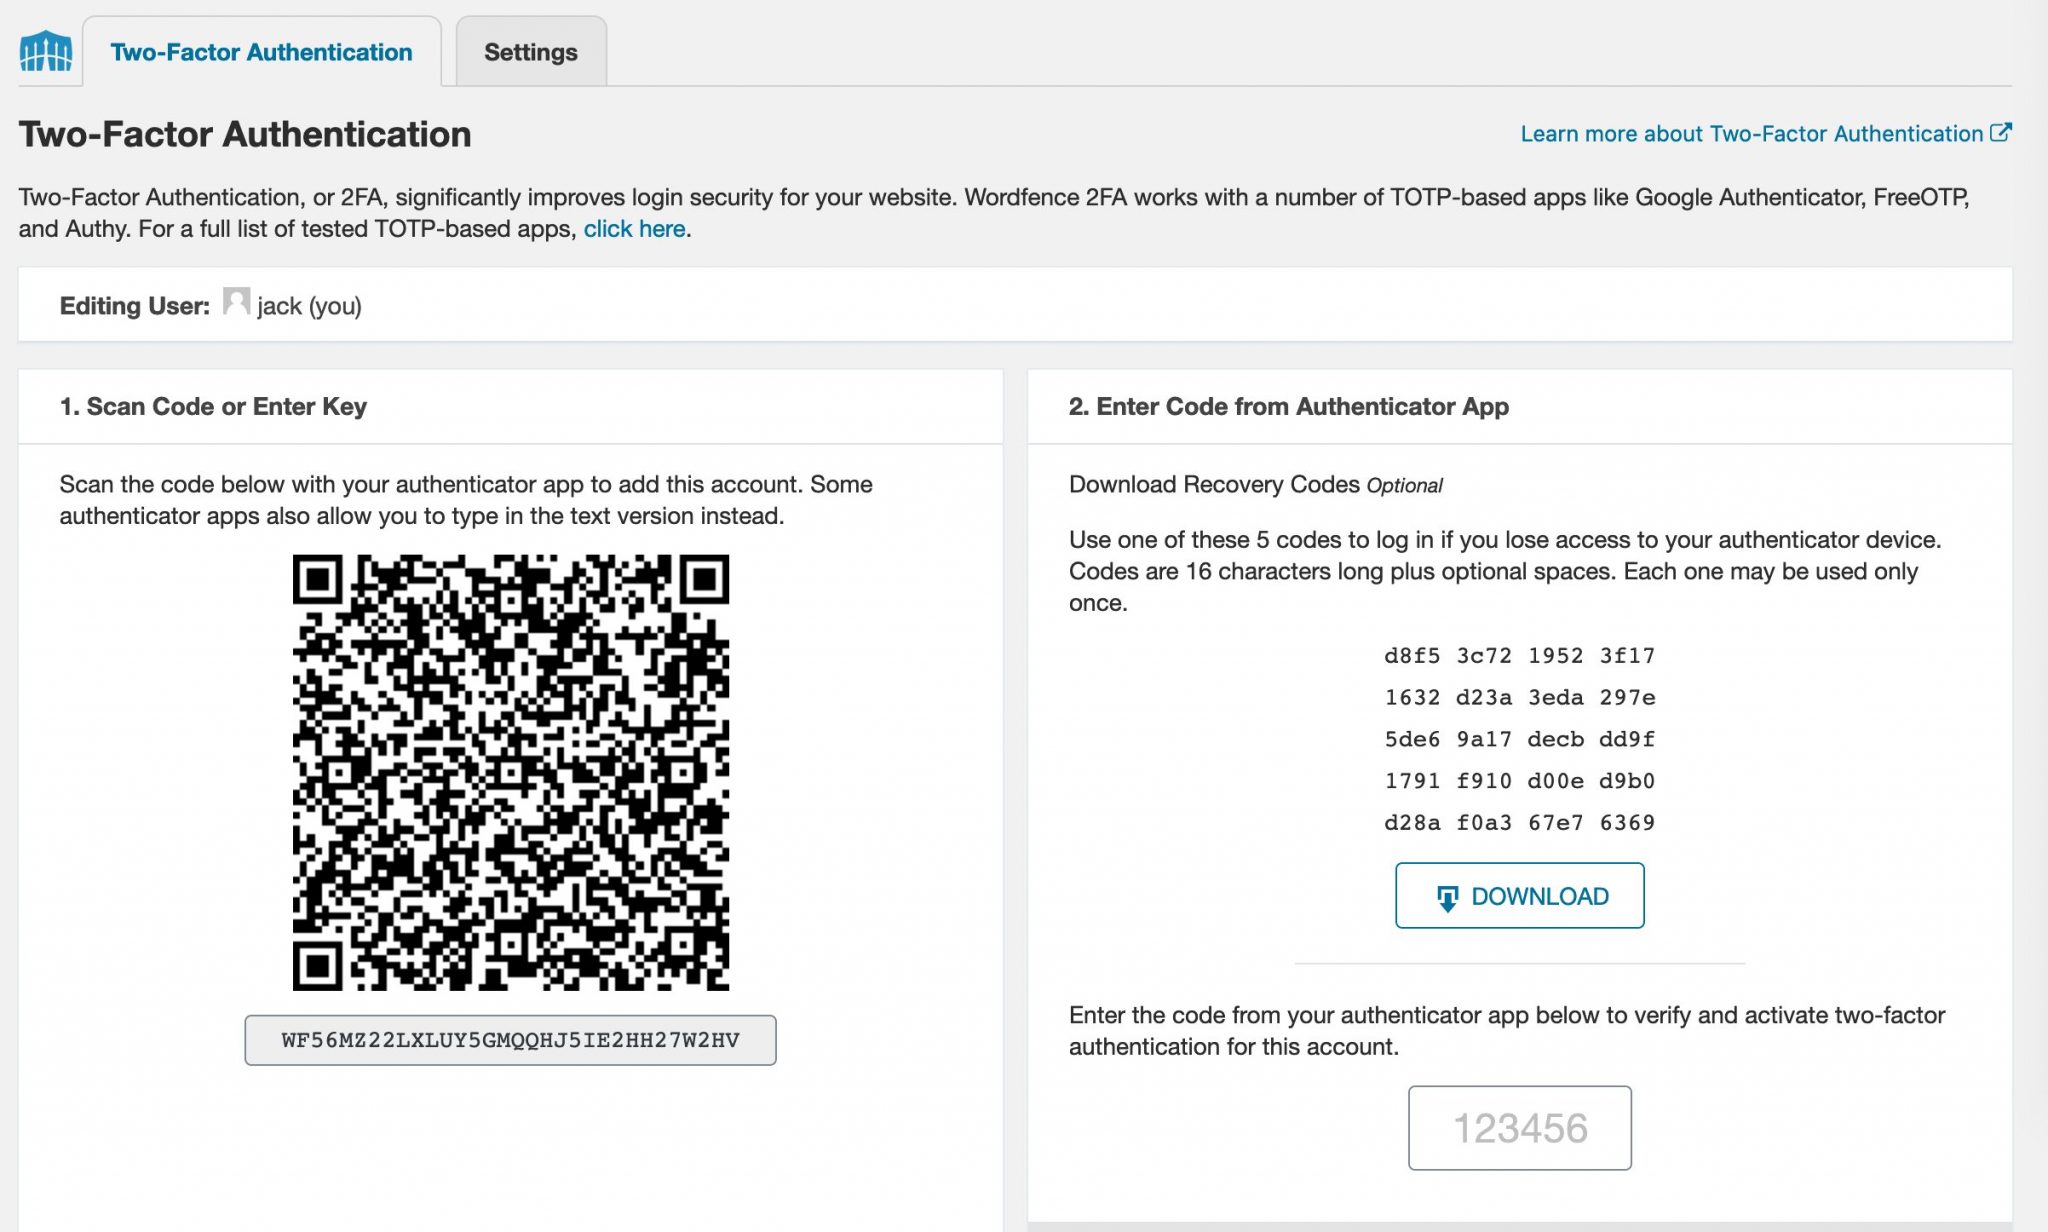 Two-Factor Authentication
Settings
Two-Factor Authentication
Learn more about Two-Factor Authentication
Two-Factor Authentication, or 2FA, significantly improves login security for your website. Wordfence 2FA works with a number of TOTP-based apps like Google Authenticator, FreeOTP,
and Authy. For a full list of tested TOTP-based apps, click here.
Editing User: jack (you)
1. Scan Code or Enter Key
Scan the code below with your authenticator app to add this account. Some
authenticator apps also allow you to type in the text version instead.
WF56MZ22LXLUY5GMQQHJ5IE2HH27W2HV
2. Enter Code from Authenticator App
Download Recovery Codes Optional
Use one of these 5 codes to log in if you lose access to your authenticator device.
Codes are 16 characters long plus optional spaces. Each one may be used only
once.
d8f5 3c72 1952 3f17
1632 d23a 3eda 297e
5de6 9a17 decb dd9f
1791 f910 d00e d9b0
d28a f0a3 67e7 6369
DOWNLOAD
Enter the code from your authenticator app below to verify and activate two-factor
authentication for this account.
123456